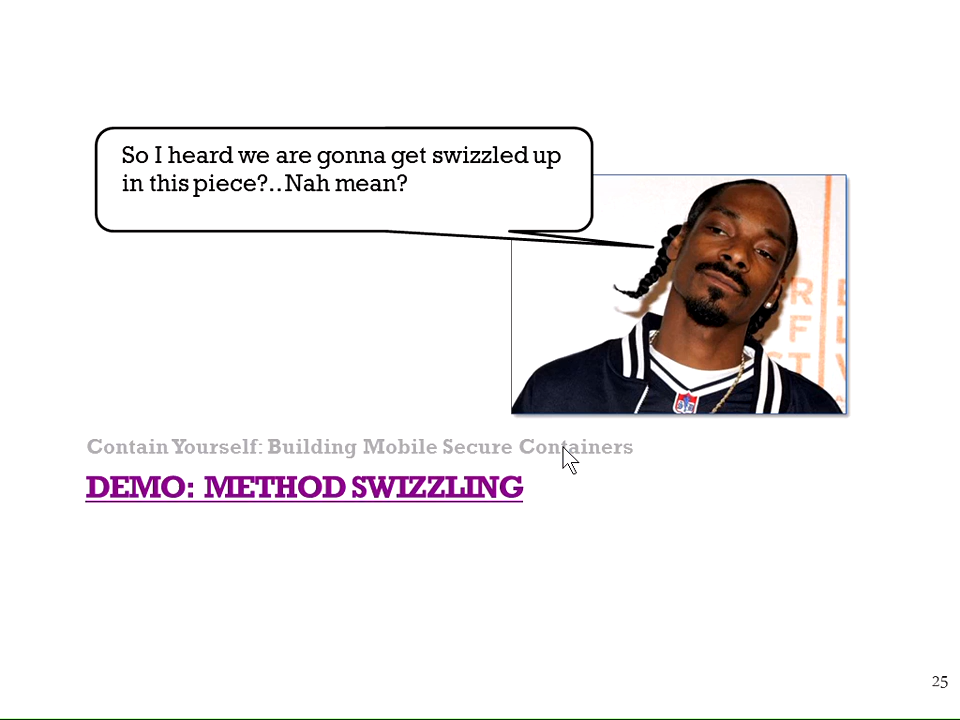 So I heard we are gonna get swizzled up
in this piece?...Nah mean?
Contain Yourself: Building Mobile Secure Containers
DEMO: METHOD SWIZZLING
25